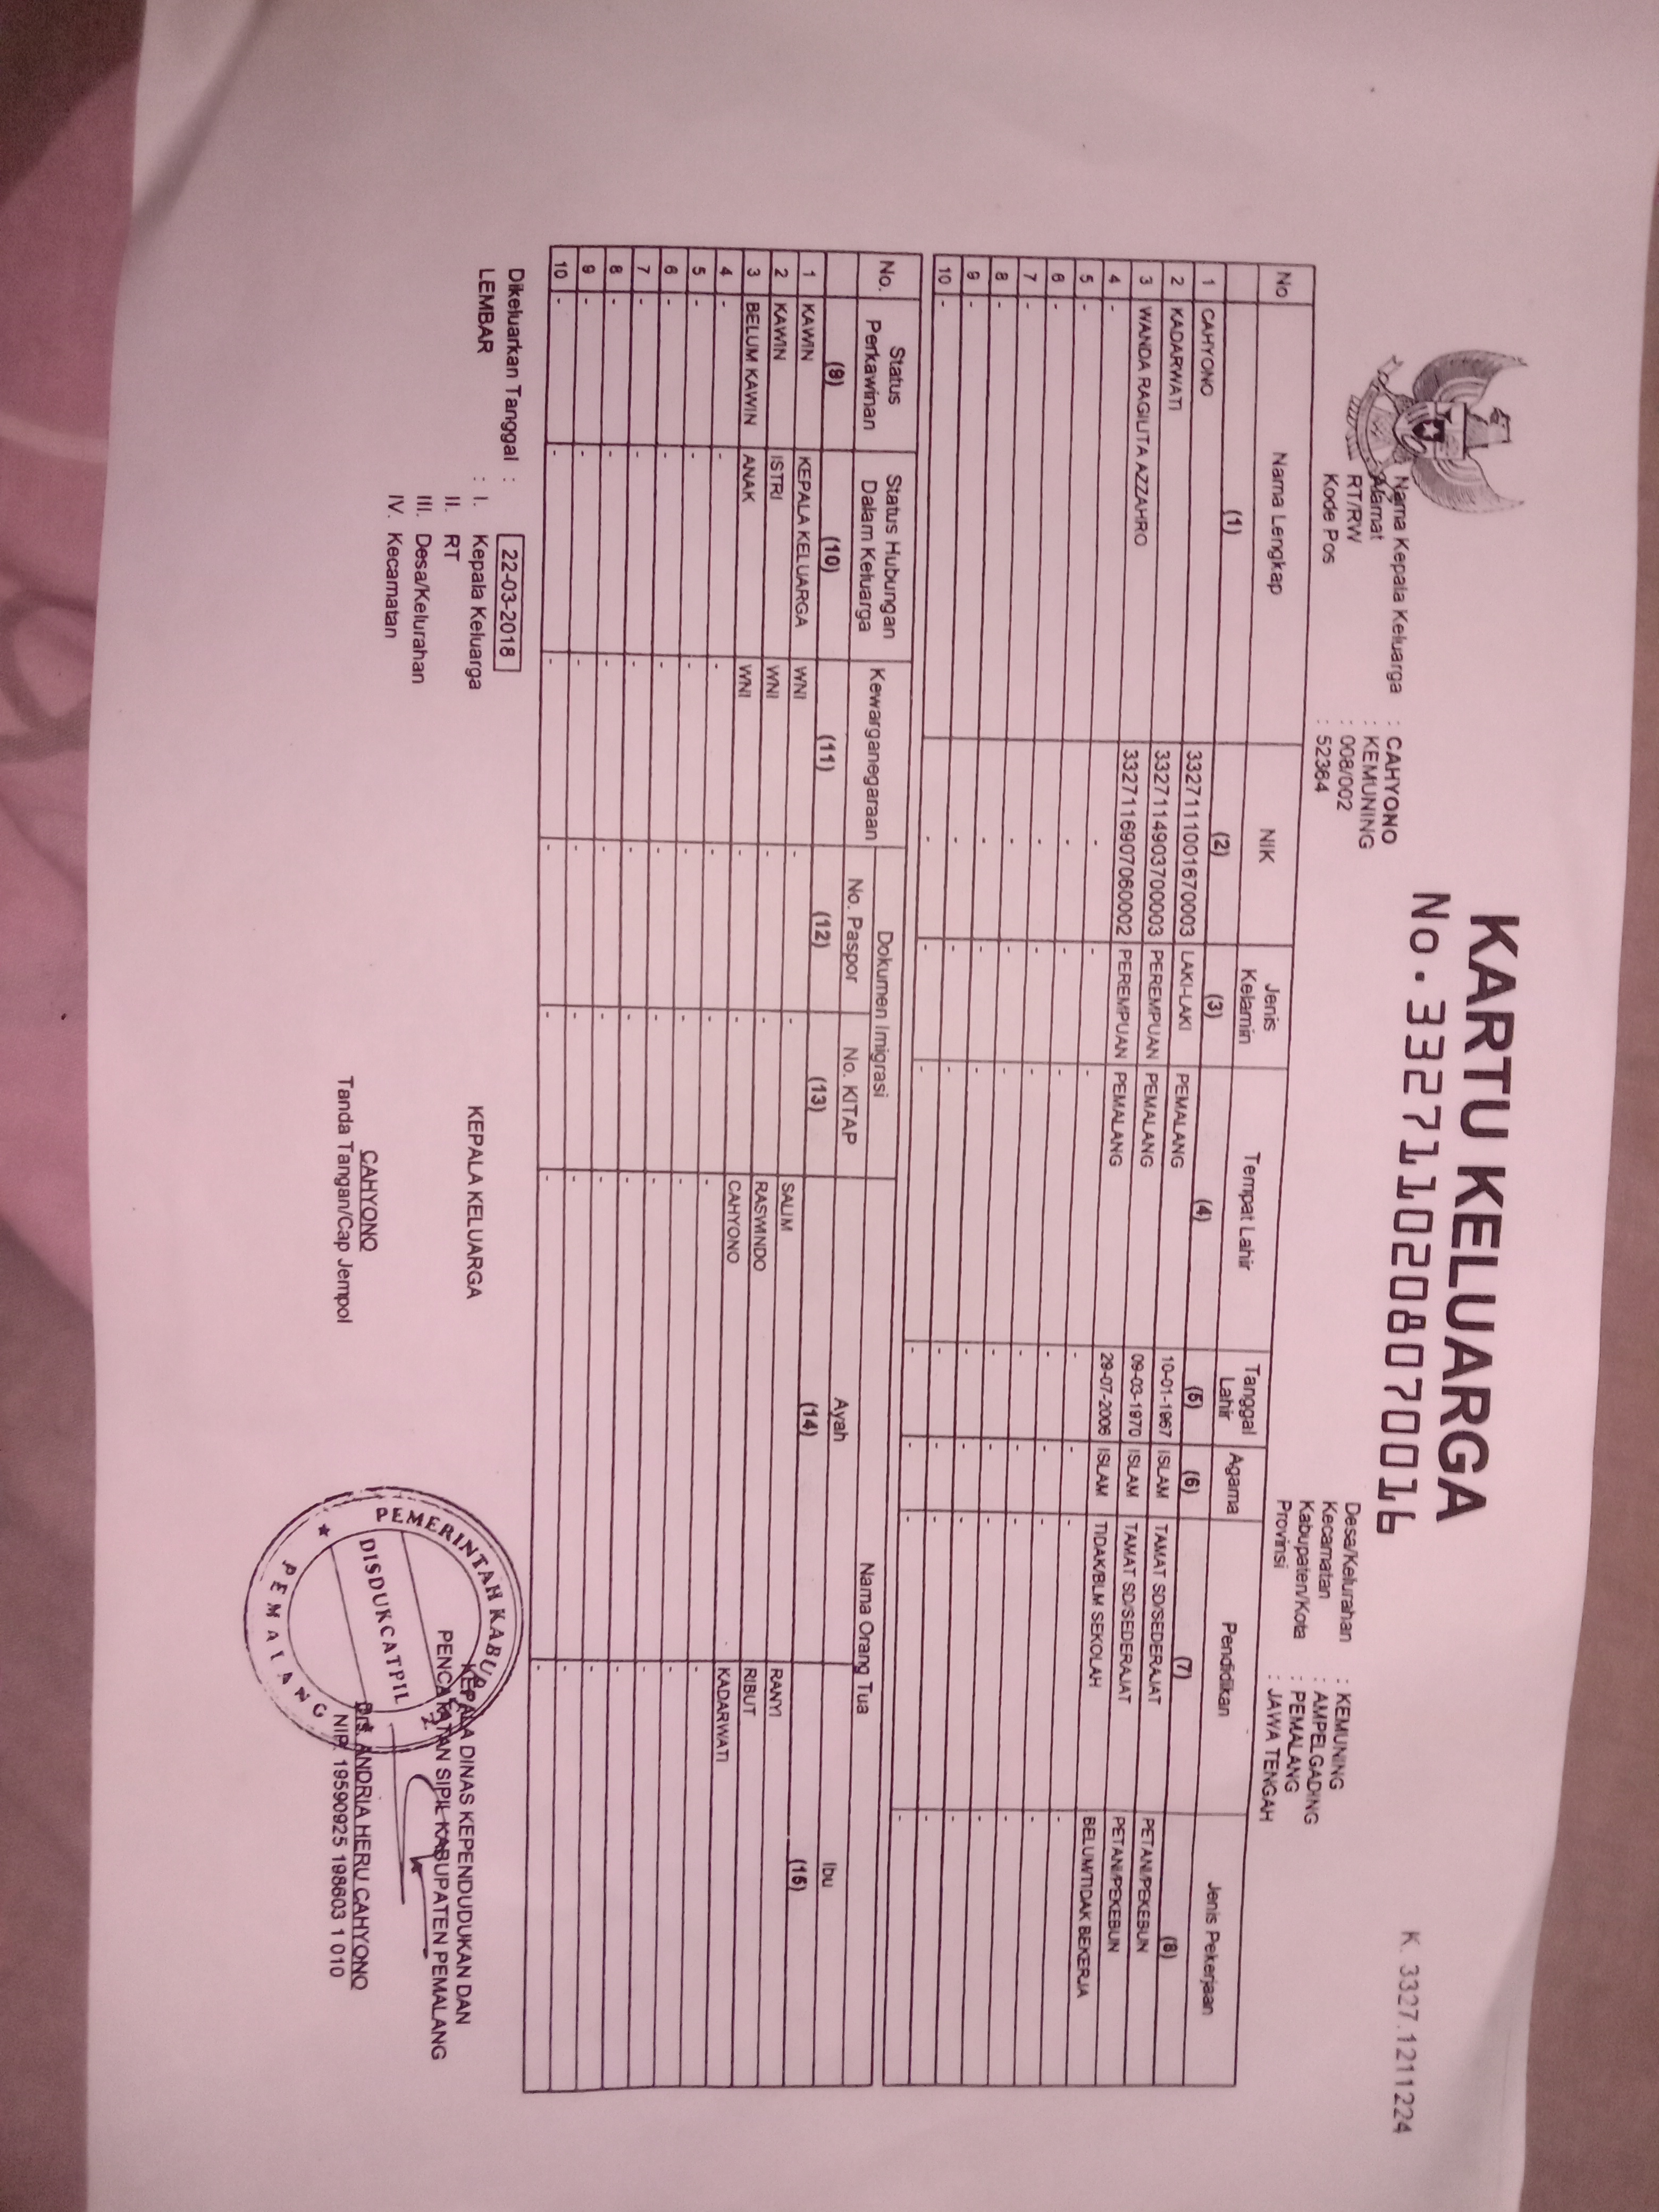 KARTU KELUARGA
No. 33271110208070016
K. 3327.1211224
Nama Kepala Keluarga : CAHYONO
Alamat : KEMUNING
RT/RW : 008/002
Kode Pos : 52364
Desa/Kelurahan : KEMUNING
Kecamatan : AMPELGADING
Kabupaten/Kota : PEMALANG
Provinsi : JAWA TENGAH
No Nama Lengkap NIK Jenis Kelamin Tempat Lahir Tanggal Lahir Agama Pendidikan Jenis Pekerjaan
(1) (2) (3) (4) (5) (6) (7) (8)
1 CAHYONO 3327111001670003 LAKI-LAKI PEMALANG 10-01-1967 ISLAM TAMAT SD/SEDERAJAT PETANI/PEKEBUN
2 KADARWATI 3327114903700003 PEREMPUAN PEMALANG 09-03-1970 ISLAM TAMAT SD/SEDERAJAT PETANI/PEKEBUN
3 WANDA RAGILITA AZZAHRO 3327116907060002 PEREMPUAN PEMALANG 29-07-2006 ISLAM TIDAK/BLM SEKOLAH BELUM/TIDAK BEKERJA
4 - - - - - - - -
5 - - - - - - - -
6 - - - - - - - -
7 - - - - - - - -
8 - - - - - - - -
9 - - - - - - - -
10 - - - - - - - -
No. Status Perkawinan Status Hubungan Dalam Keluarga Kewarganegaraan Dokumen Imigrasi Nama Orang Tua
No. Paspor No. KITAP Ayah Ibu
(9) (10) (11) (12) (13) (14) (15)
1 KAWIN KEPALA KELUARGA WNI - - SALIM RANYI
2 KAWIN ISTRI WNI - - RASWINDO RIBUT
3 BELUM KAWIN ANAK WNI - - CAHYONO KADARWATI
4 - - - - - - -
5 - - - - - - -
6 - - - - - - -
7 - - - - - - -
8 - - - - - - -
9 - - - - - - -
10 - - - - - - -
Dikeluarkan Tanggal : 22-03-2018
LEMBAR : I. Kepala Keluarga
II. RT
III. Desa/Kelurahan
IV. Kecamatan
KEPALA KELUARGA
CAHYONO
Tanda Tangan/Cap Jempol
KEPALA DINAS KEPENDUDUKAN DAN
PENCATATAN SIPIL KABUPATEN PEMALANG
Drs. ANDRIA HERU CAHYONO
NIP. 19590925 198603 1 010
PEMERINTAH KABUP
DISDUKCATPIL
PEMALANG